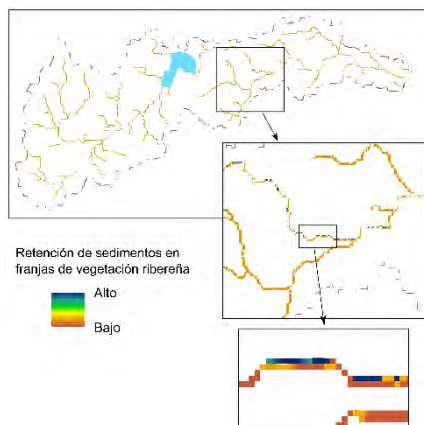 Retención de sedimentos en
franjas de vegetación ribereña
Alto
Bajo